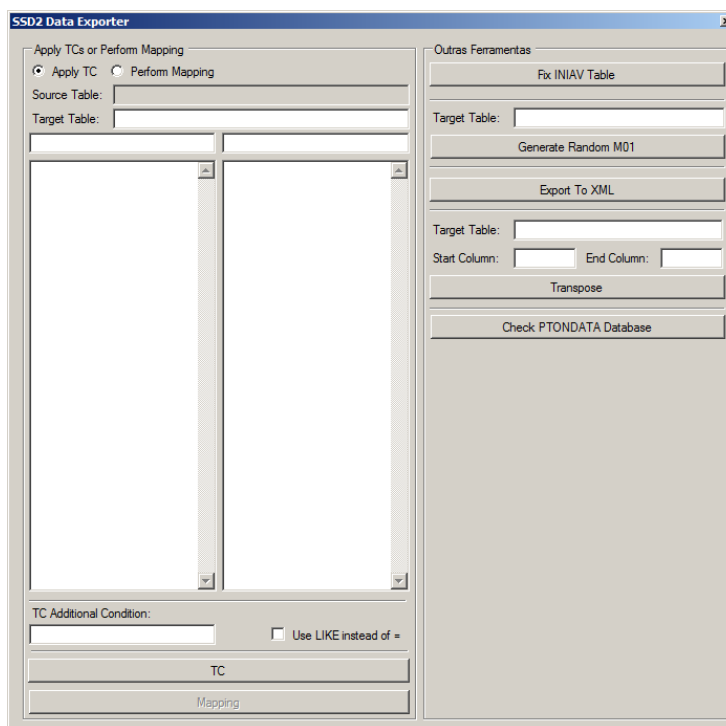 SSD2 Data Exporter
Apply TCs or Perform Mapping
Apply TC Perform Mapping
Source Table:
Target Table:
TC Additional Condition:
Use LIKE instead of =
TC
Mapping
Outras Ferramentas
Fix INIAV Table
Target Table:
Generate Random M01
Export To XML
Target Table:
Start Column: End Column:
Transpose
Check PTONDATA Database